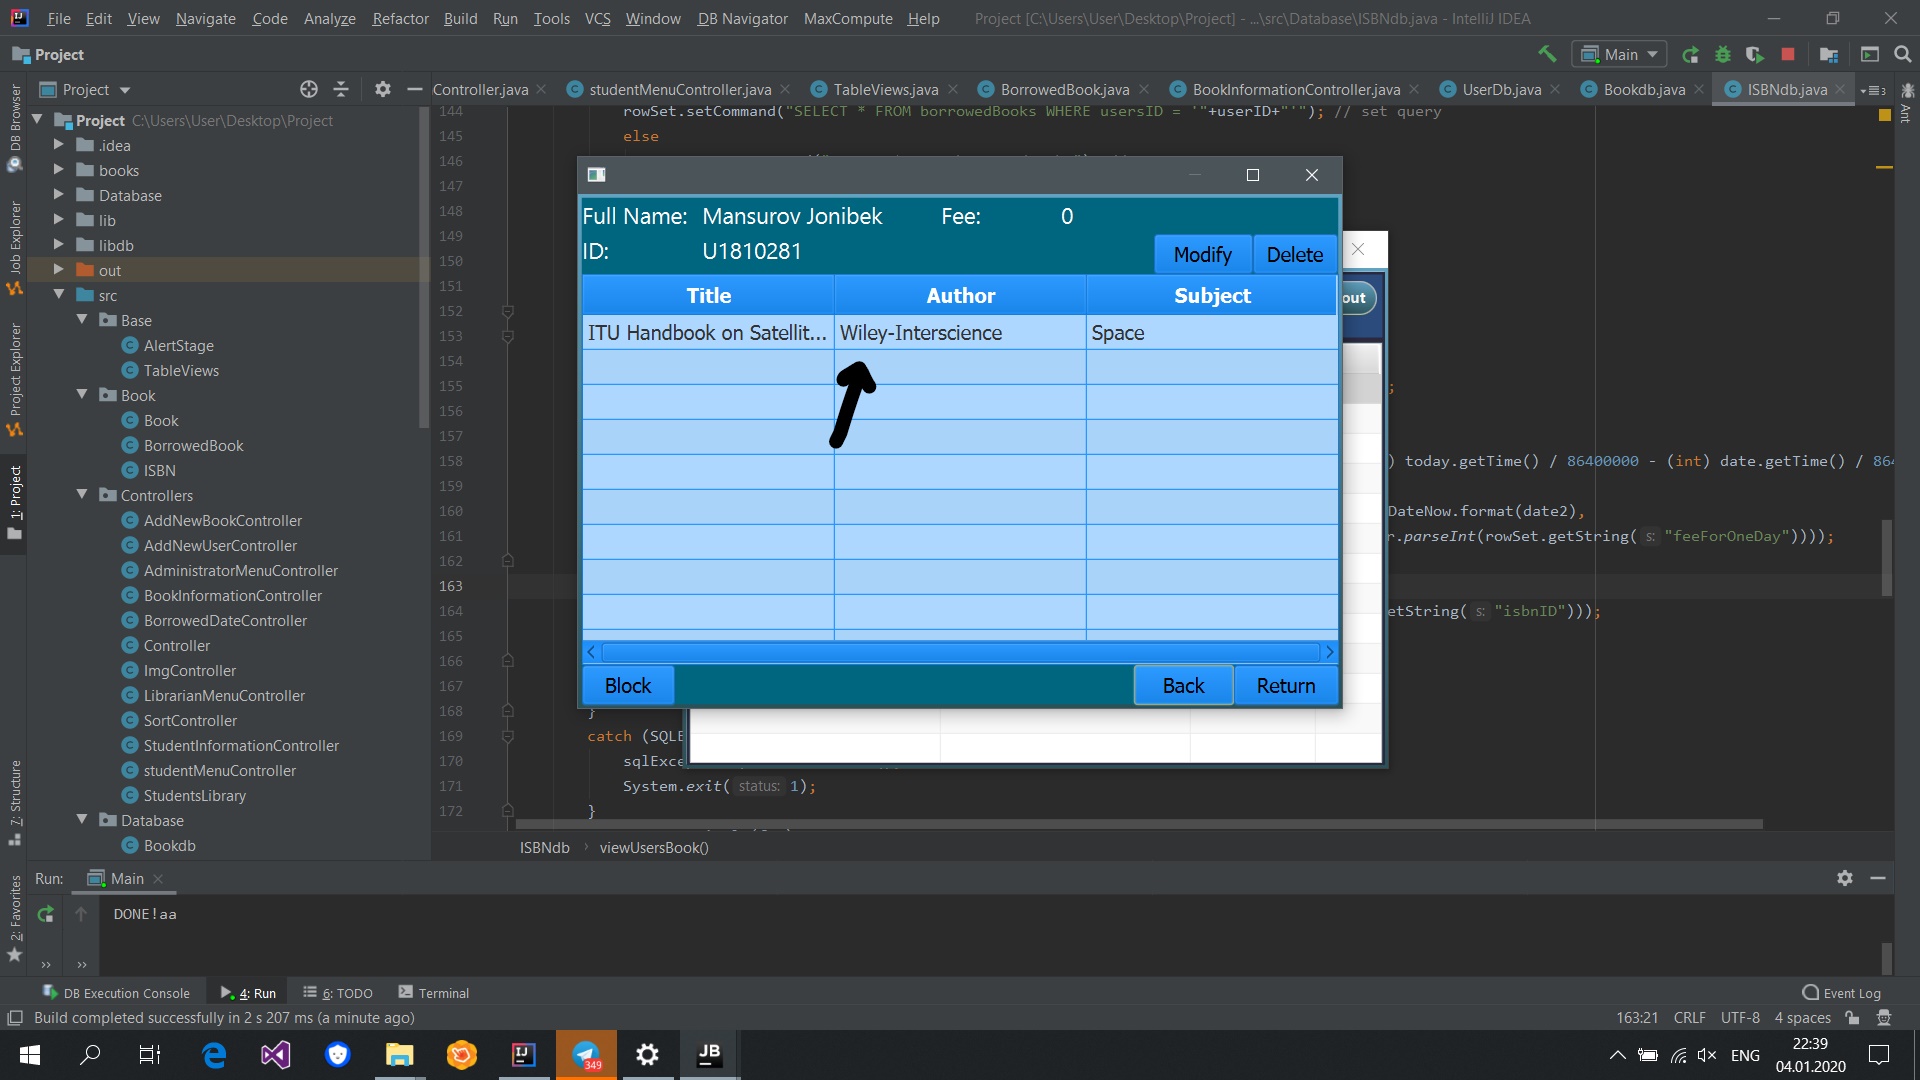 File Edit View Navigate Code Analyze Refactor Build Run Tools VCS Window DB Navigator MaxCompute Help Project [C:\Users\User\Desktop\Project] - ...\src\Database\ISBNdb.java - IntelliJ IDEA
Project
Main
Project
Controller.java studentMenuController.java TableViews.java BorrowedBook.java BookInformationController.java UserDb.java Bookdb.java ISBNdb.java
DB Browser
Job Explorer
Project Explorer
1: Project
7: Structure
2: Favorites
Ant
Project C:\Users\User\Desktop\Project
.idea
books
Database
lib
libdb
out
src
Base
AlertStage
TableViews
Book
Book
BorrowedBook
ISBN
Controllers
AddNewBookController
AddNewUserController
AdministratorMenuController
BookInformationController
BorrowedDateController
Controller
ImgController
LibrarianMenuController
SortController
StudentInformationController
studentMenuController
StudentsLibrary
Database
Bookdb
144 rowSet.setCommand("SELECT * FROM borrowedBooks WHERE usersID = '"+userID+"'"); // set query
145 else
146
147
148
149
150
151
152
153
154
155 ;
156
157
158 ) today.getTime() / 86400000 - (int) date.getTime() / 864
159
160 DateNow.format(date2),
161 r.parseInt(rowSet.getString( s: "feeForOneDay"))));
162
163
164 etString( s: "isbnID")));
165
166
167
168 }
169 catch (SQLE
170 sqlExce
171 System.exit( status: 1);
172 }
Full Name: Mansurov Jonibek Fee: 0
ID: U1810281
Modify Delete
Title Author Subject
ITU Handbook on Satellit... Wiley-Interscience Space
Block Back Return
out
ISBNdb › viewUsersBook()
Run: Main
DONE!aa
DB Execution Console 4: Run 6: TODO Terminal Event Log
Build completed successfully in 2 s 207 ms (a minute ago) 163:21 CRLF UTF-8 4 spaces
349
JB
ENG
22:39
04.01.2020